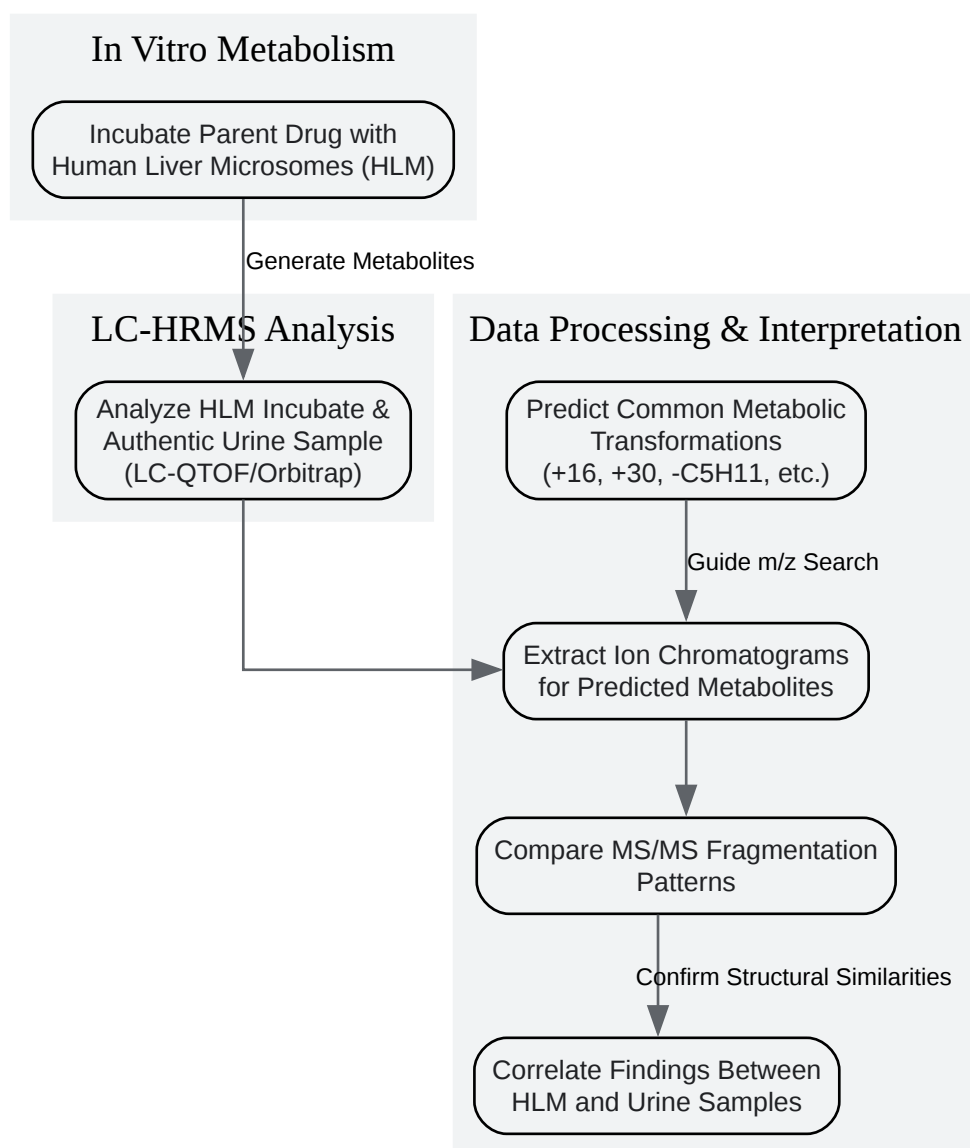 In Vitro Metabolism
Incubate Parent Drug with
Human Liver Microsomes (HLM)
Generate Metabolites
LC-HRMS Analysis
Analyze HLM Incubate &
Authentic Urine Sample
(LC-QTOF/Orbitrap)
Data Processing & Interpretation
Predict Common Metabolic
Transformations
(+16, +30, -C5H11, etc.)
Guide m/z Search
Extract Ion Chromatograms
for Predicted Metabolites
Compare MS/MS Fragmentation
Patterns
Confirm Structural Similarities
Correlate Findings Between
HLM and Urine Samples